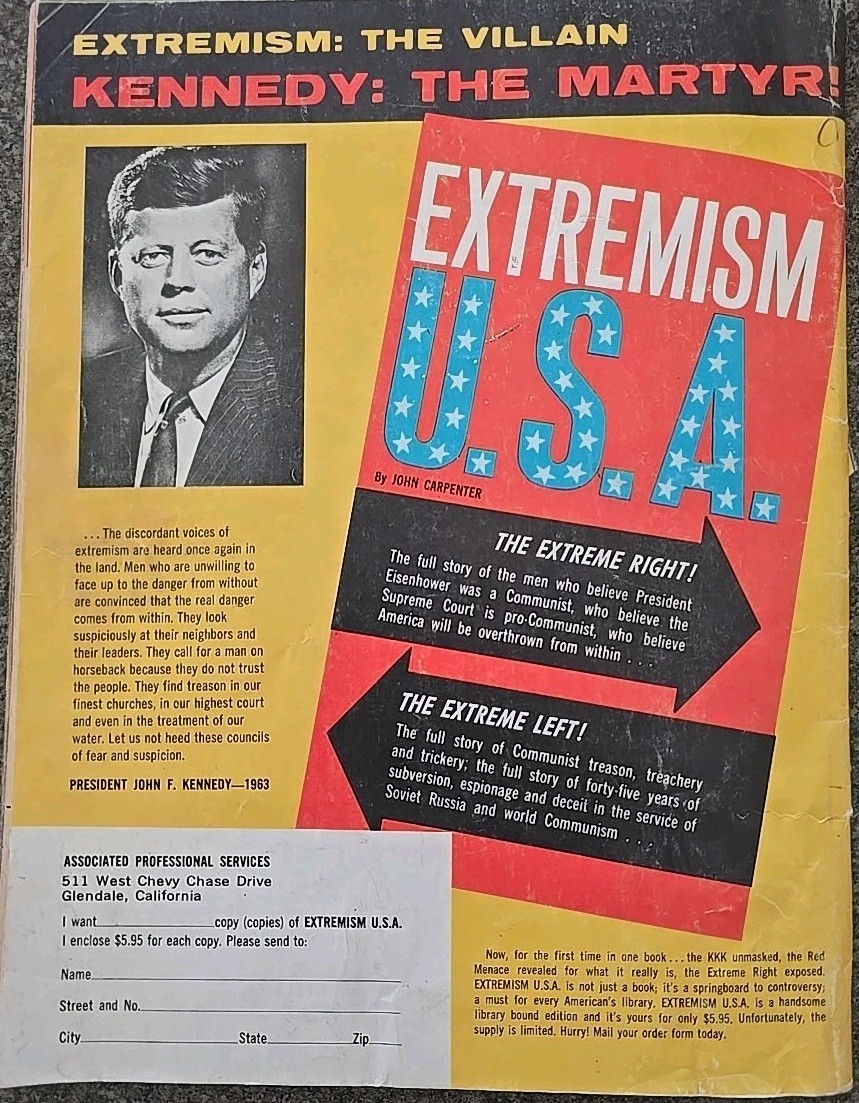 EXTREMISM: THE VILLAIN
KENNEDY: THE MARTYR!
EXTREMISM
U.S.A.
By JOHN CARPENTER
THE EXTREME RIGHT!
The full story of the men who believe President
Eisenhower was a Communist, who believe the
Supreme Court is pro-Communist, who believe
America will be overthrown from within . . .
THE EXTREME LEFT!
The full story of Communist treason, treachery
and trickery; the full story of forty-five years of
subversion, espionage and deceit in the service of
Soviet Russia and world Communism . . .
. . . The discordant voices of
extremism are heard once again in
the land. Men who are unwilling to
face up to the danger from without
are convinced that the real danger
comes from within. They look
suspiciously at their neighbors and
their leaders. They call for a man on
horseback because they do not trust
the people. They find treason in our
finest churches, in our highest court
and even in the treatment of our
water. Let us not heed these councils
of fear and suspicion.
PRESIDENT JOHN F. KENNEDY—1963
ASSOCIATED PROFESSIONAL SERVICES
511 West Chevy Chase Drive
Glendale, California
I want copy (copies) of EXTREMISM U.S.A.
I enclose $5.95 for each copy. Please send to:
Name
Street and No.
City State Zip
Now, for the first time in one book . . . the KKK unmasked, the Red
Menace revealed for what it really is, the Extreme Right exposed.
EXTREMISM U.S.A. is not just a book; it's a springboard to controversy;
a must for every American's library. EXTREMISM U.S.A. is a handsome
library bound edition and it's yours for only $5.95. Unfortunately, the
supply is limited. Hurry! Mail your order form today.